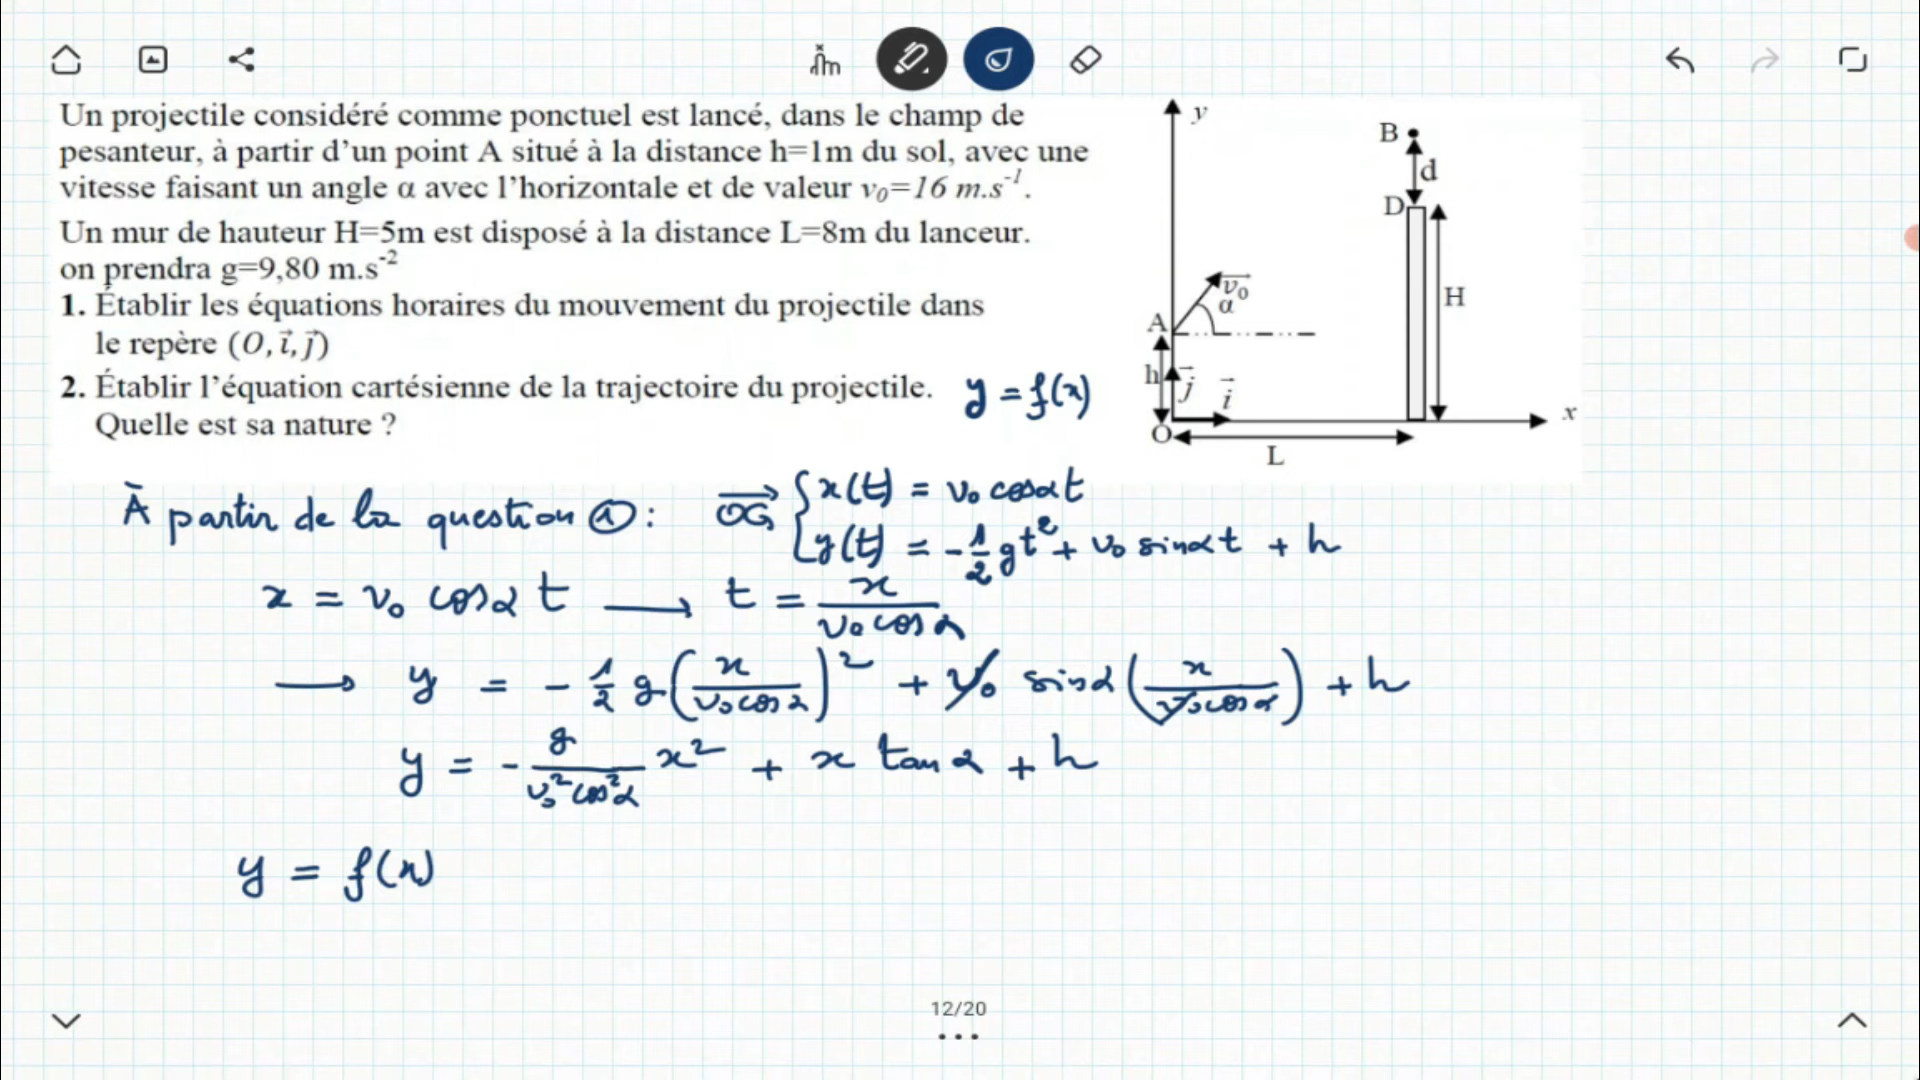 Un projectile considéré comme ponctuel est lancé, dans le champ de
pesanteur, à partir d'un point A situé à la distance h=1m du sol, avec une
vitesse faisant un angle α avec l'horizontale et de valeur v₀=16 m.s⁻¹.
Un mur de hauteur H=5m est disposé à la distance L=8m du lanceur.
on prendra g=9,80 m.s⁻²
1. Établir les équations horaires du mouvement du projectile dans
le repère (O, i⃗, j⃗)
2. Établir l'équation cartésienne de la trajectoire du projectile. y = f(x)
Quelle est sa nature ?
y
B
d
D
v₀⃗
α
H
A
h
j⃗
i⃗
x
O
L
À partir de la question ①: OG⃗ { x(t) = v₀ cosα t
y(t) = -1/2 gt² + v₀ sinα t + h
x = v₀ cosα t → t = x/(v₀ cosα)
→ y = - 1/2 g (x/(v₀ cosα))² + v₀ sinα (x/(v₀ cosα)) + h
y = - g/(v₀² cos²α) x² + x tanα + h
y = f(x)
12/20